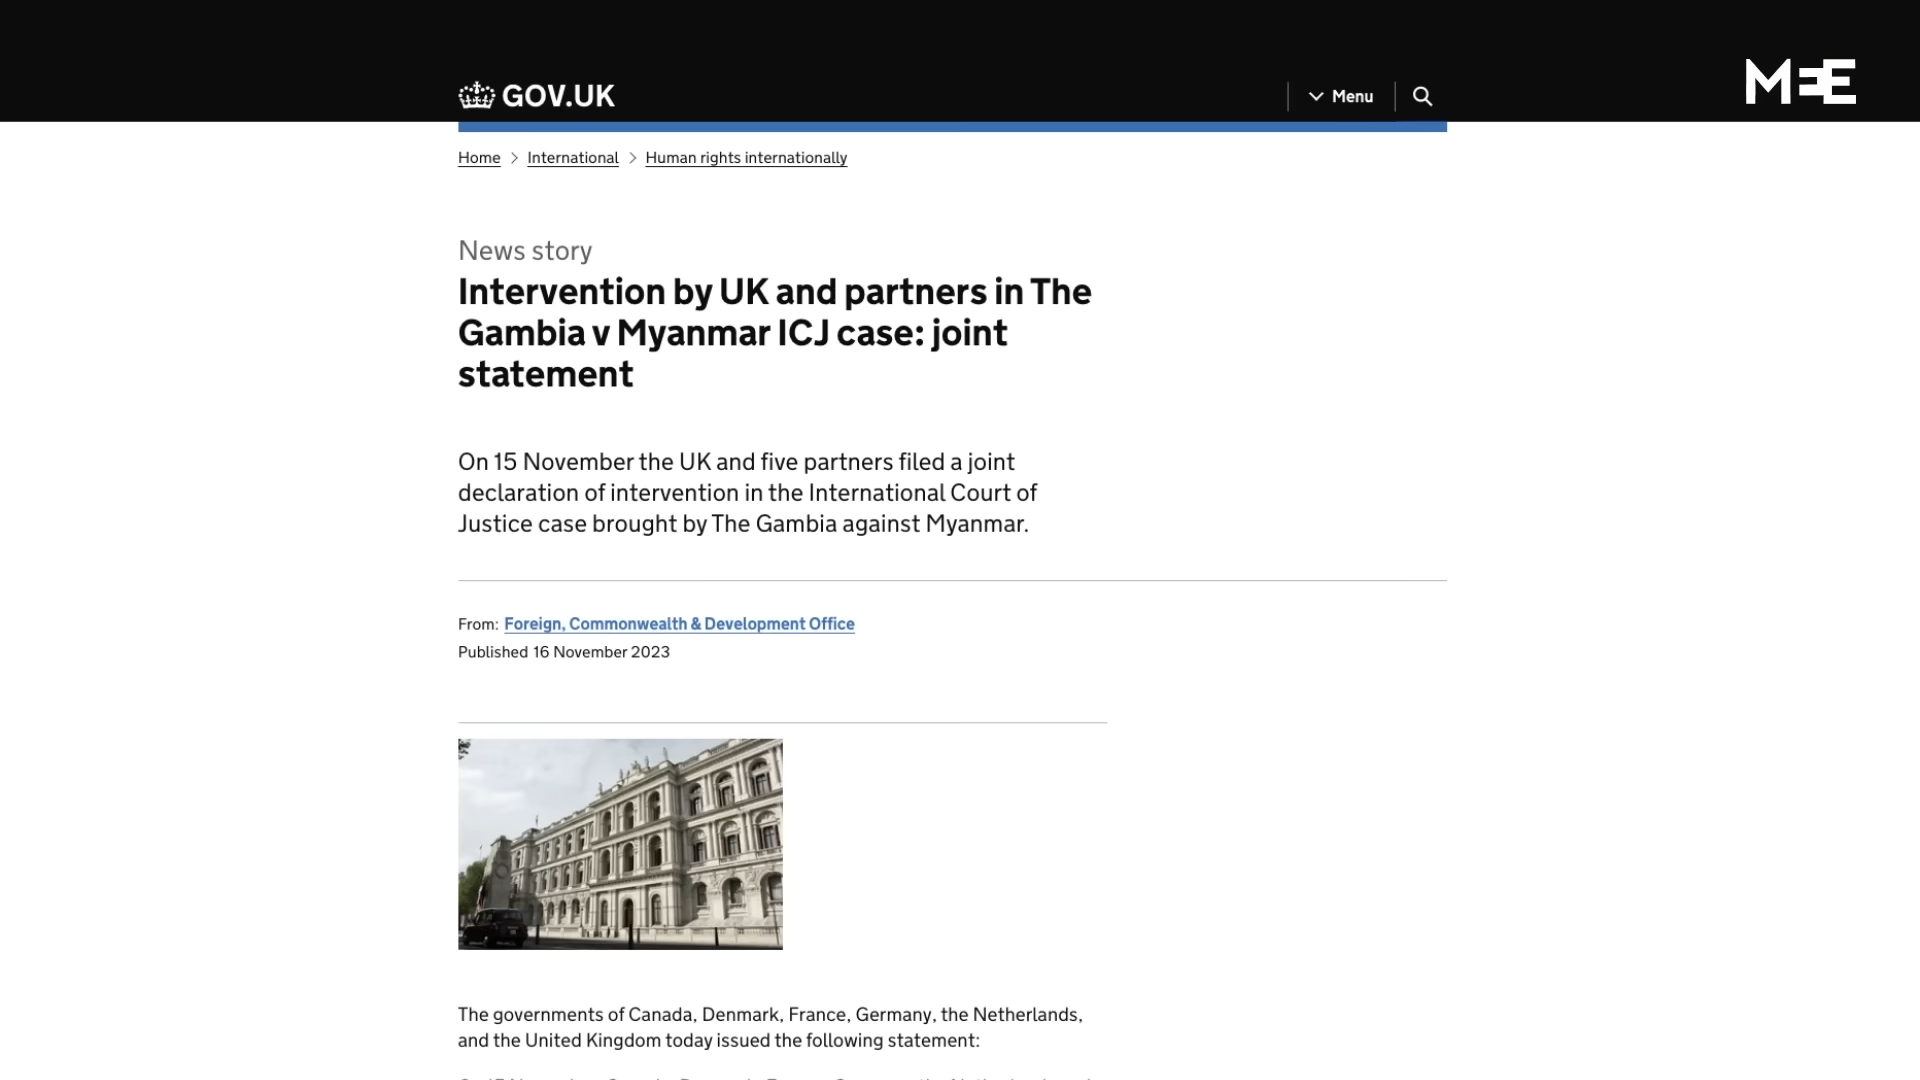 GOV.UK
Menu
MEE
Home > International > Human rights internationally
News story
Intervention by UK and partners in The
Gambia v Myanmar ICJ case: joint
statement
On 15 November the UK and five partners filed a joint
declaration of intervention in the International Court of
Justice case brought by The Gambia against Myanmar.
From: Foreign, Commonwealth & Development Office
Published 16 November 2023
The governments of Canada, Denmark, France, Germany, the Netherlands,
and the United Kingdom today issued the following statement: